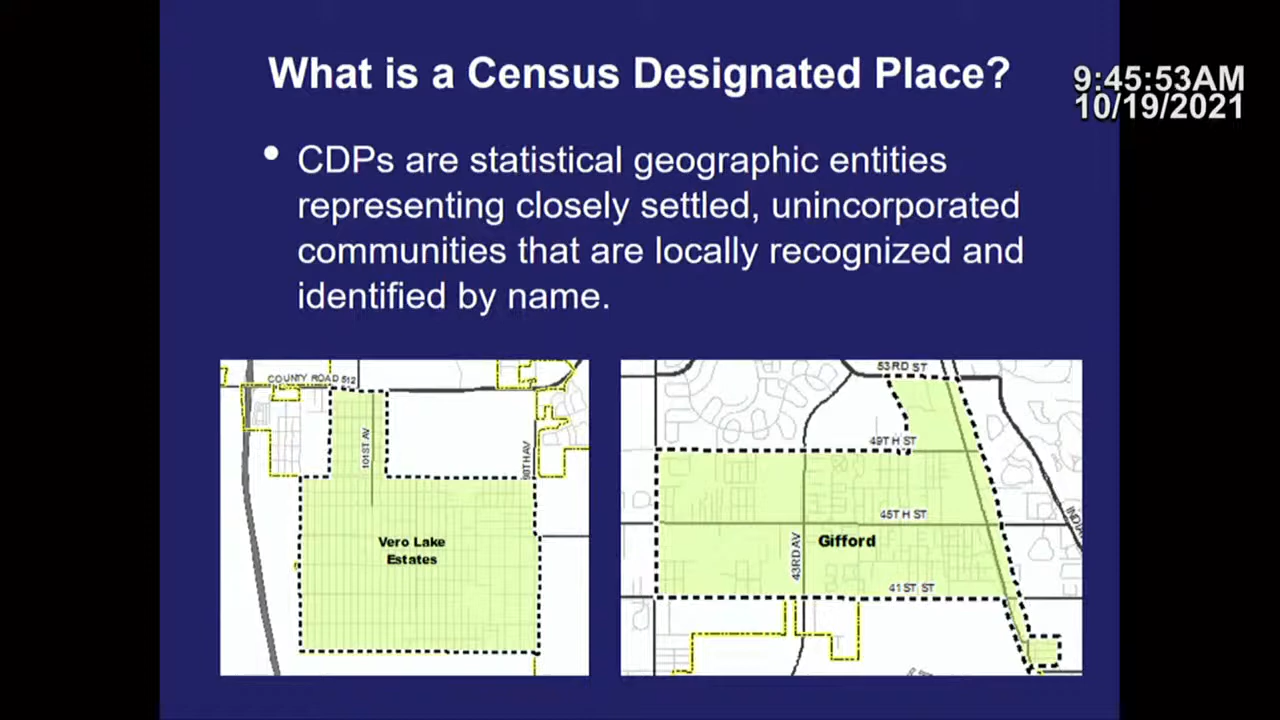 What is a Census Designated Place?
9:45:53AM
10/19/2021
• CDPs are statistical geographic entities
representing closely settled, unincorporated
communities that are locally recognized and
identified by name.
COUNTY ROAD 512
101ST AV
90TH AV
Vero Lake
Estates
53RD ST
49TH ST
45TH ST
43RD AV
Gifford
41ST ST